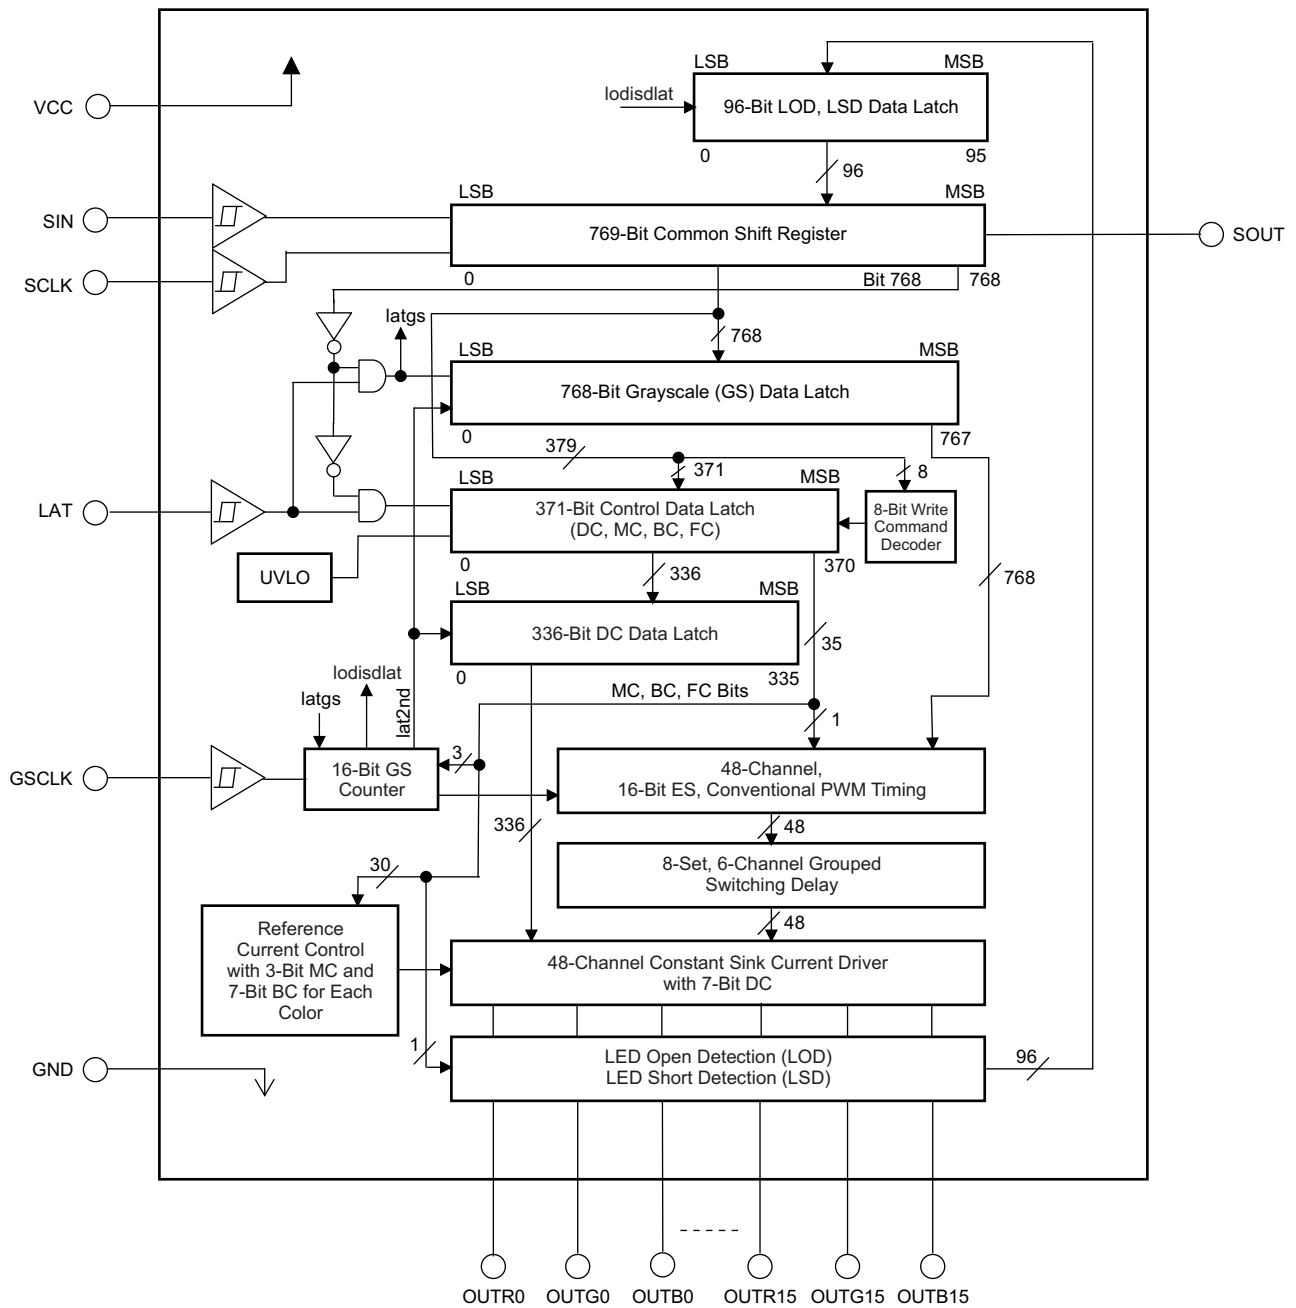 LSB
MSB
VCC
lodisdlat
96-Bit LOD, LSD Data Latch
0
95
96
LSB
MSB
SIN
769-Bit Common Shift Register
SOUT
SCLK
0
Bit 768
768
latgs
768
LSB
MSB
768-Bit Grayscale (GS) Data Latch
0
767
379
371
8
LSB
MSB
LAT
371-Bit Control Data Latch
(DC, MC, BC, FC)
8-Bit Write
Command
Decoder
UVLO
0
370
336
768
LSB
MSB
336-Bit DC Data Latch
35
0
335
lodisdlat
latgs
lat2nd
MC, BC, FC Bits
1
3
GSCLK
16-Bit GS
Counter
48-Channel,
16-Bit ES, Conventional PWM Timing
336
48
30
8-Set, 6-Channel Grouped
Switching Delay
48
Reference
Current Control
with 3-Bit MC and
7-Bit BC for Each
Color
48-Channel Constant Sink Current Driver
with 7-Bit DC
1
GND
LED Open Detection (LOD)
LED Short Detection (LSD)
96
OUTR0
OUTG0
OUTB0
OUTR15
OUTG15
OUTB15